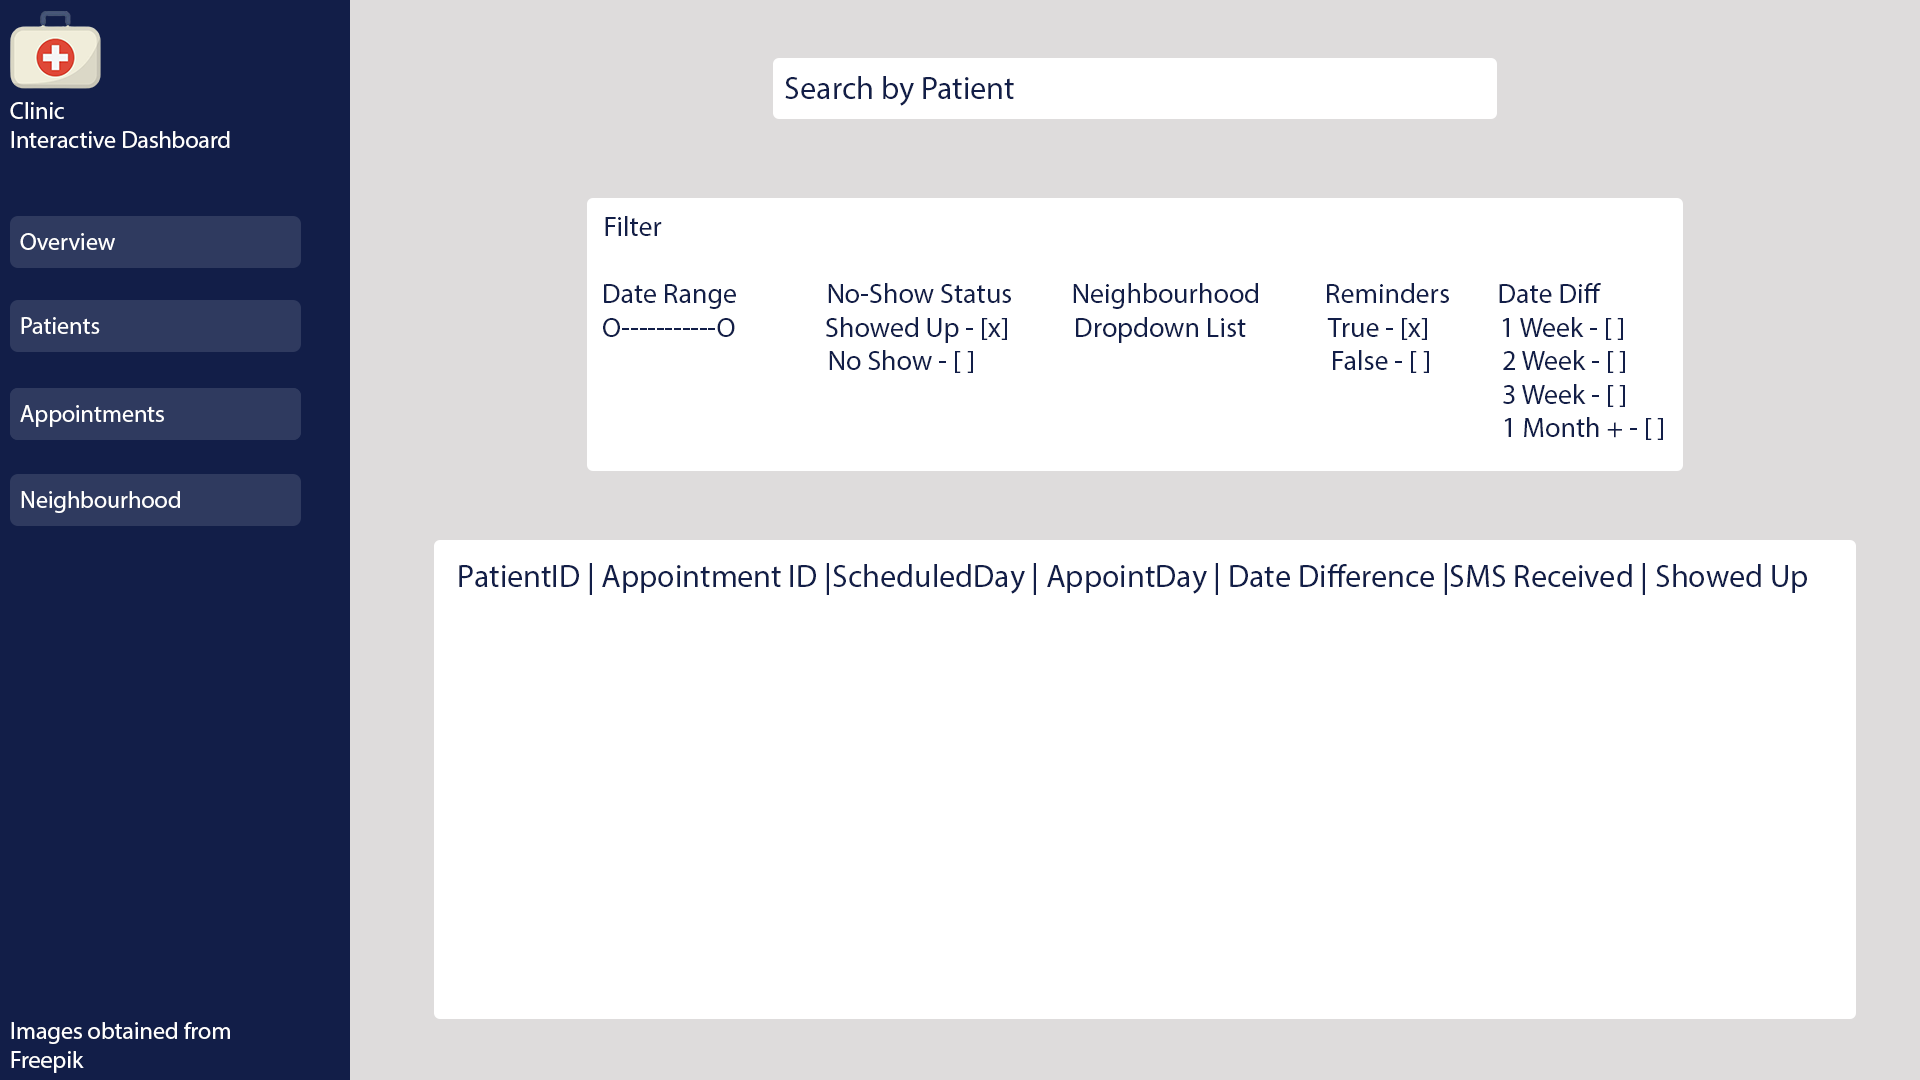 Clinic
Interactive Dashboard
Overview
Patients
Appointments
Neighbourhood
Images obtained from
Freepik
Search by Patient
Filter
Date Range
O-----------O
No-Show Status
Showed Up - [x]
No Show - [ ]
Neighbourhood
Dropdown List
Reminders
True - [x]
False - [ ]
Date Diff
1 Week - [ ]
2 Week - [ ]
3 Week - [ ]
1 Month + - [ ]
PatientID | Appointment ID |ScheduledDay | AppointDay | Date Difference |SMS Received | Showed Up